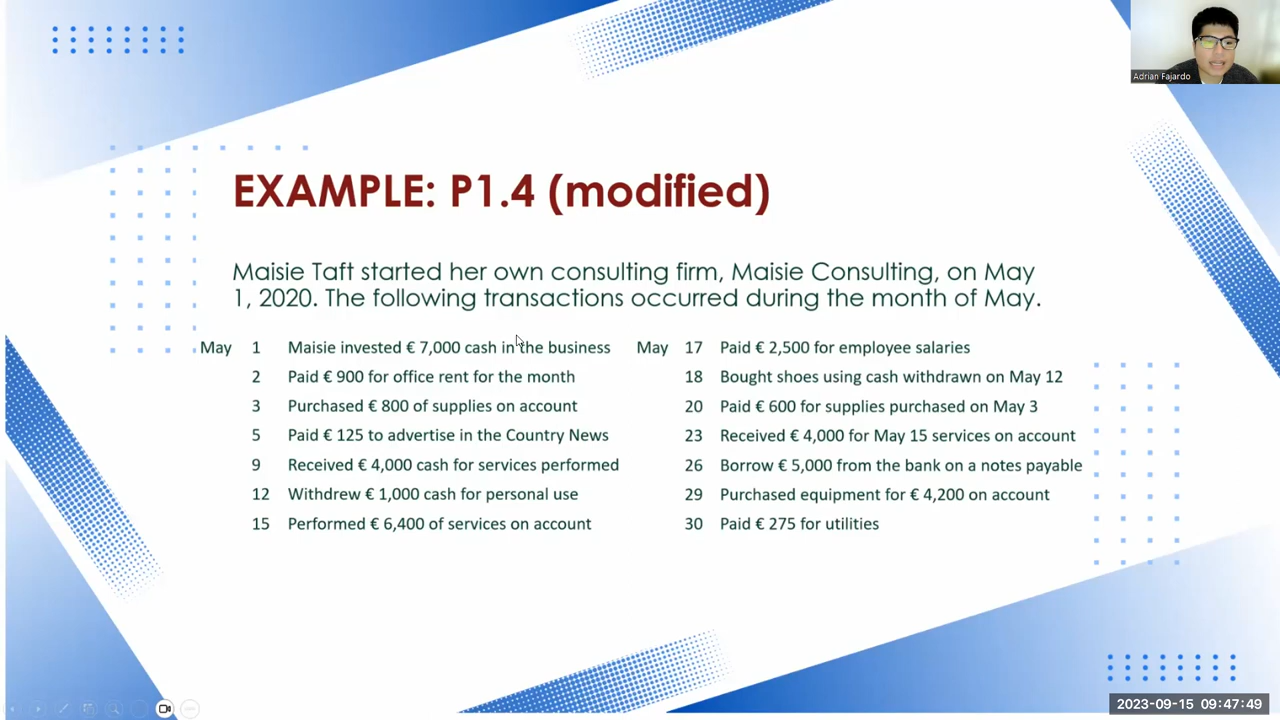 Adrian Fajardo
EXAMPLE: P1.4 (modified)
Maisie Taft started her own consulting firm, Maisie Consulting, on May
1, 2020. The following transactions occurred during the month of May.
May 1 Maisie invested € 7,000 cash in the business
2 Paid € 900 for office rent for the month
3 Purchased € 800 of supplies on account
5 Paid € 125 to advertise in the Country News
9 Received € 4,000 cash for services performed
12 Withdrew € 1,000 cash for personal use
15 Performed € 6,400 of services on account
May 17 Paid € 2,500 for employee salaries
18 Bought shoes using cash withdrawn on May 12
20 Paid € 600 for supplies purchased on May 3
23 Received € 4,000 for May 15 services on account
26 Borrow € 5,000 from the bank on a notes payable
29 Purchased equipment for € 4,200 on account
30 Paid € 275 for utilities
2023-09-15 09:47:49